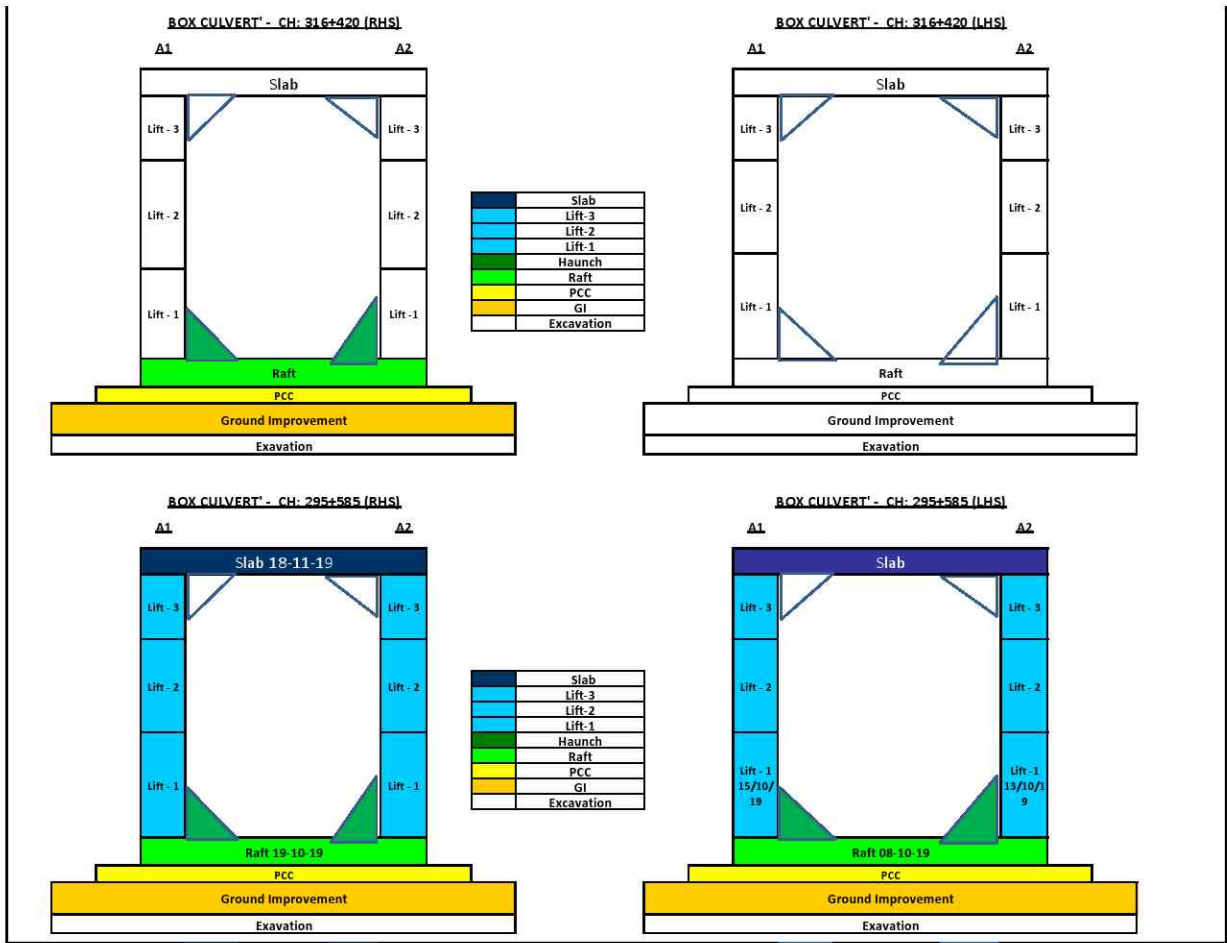 BOX CULVERT' - CH: 316+420 (RHS)
A1 A2
Slab
Lift - 3 Lift - 3
Lift - 2 Lift - 2
Lift - 1 Lift -1
Raft
PCC
Ground Improvement
Exavation
Slab
Lift-3
Lift-2
Lift-1
Haunch
Raft
PCC
GI
Excavation
BOX CULVERT' - CH: 316+420 (LHS)
A1 A2
Slab
Lift - 3 Lift - 3
Lift - 2 Lift - 2
Lift - 1 Lift - 1
Raft
PCC
Ground Improvement
Exavation
BOX CULVERT' - CH: 295+585 (RHS)
A1 A2
Slab 18-11-19
Lift - 3 Lift - 3
Lift - 2 Lift - 2
Lift - 1 Lift - 1
Raft 19-10-19
PCC
Ground Improvement
Exavation
Slab
Lift-3
Lift-2
Lift-1
Haunch
Raft
PCC
GI
Excavation
BOX CULVERT' - CH: 295+585 (LHS)
A1 A2
Slab
Lift - 3 Lift - 3
Lift - 2 Lift - 2
Lift - 1 Lift -1
15/10/ 13/10/1
19 9
Raft 08-10-19
PCC
Ground Improvement
Exavation